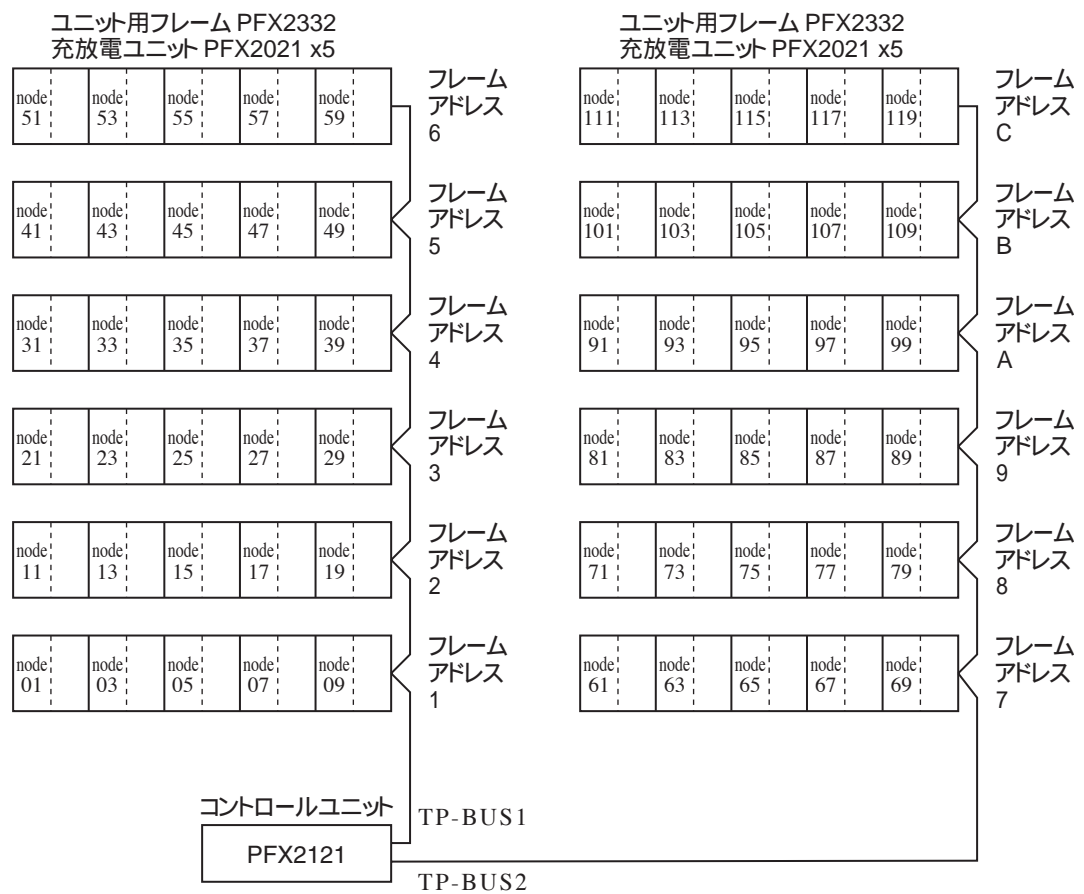 ユニット用フレーム PFX2332
充放電ユニット PFX2021 x5
node 51 node 53 node 55 node 57 node 59
フレーム
アドレス
6
node 41 node 43 node 45 node 47 node 49
フレーム
アドレス
5
node 31 node 33 node 35 node 37 node 39
フレーム
アドレス
4
node 21 node 23 node 25 node 27 node 29
フレーム
アドレス
3
node 11 node 13 node 15 node 17 node 19
フレーム
アドレス
2
node 01 node 03 node 05 node 07 node 09
フレーム
アドレス
1
ユニット用フレーム PFX2332
充放電ユニット PFX2021 x5
node 111 node 113 node 115 node 117 node 119
フレーム
アドレス
C
node 101 node 103 node 105 node 107 node 109
フレーム
アドレス
B
node 91 node 93 node 95 node 97 node 99
フレーム
アドレス
A
node 81 node 83 node 85 node 87 node 89
フレーム
アドレス
9
node 71 node 73 node 75 node 77 node 79
フレーム
アドレス
8
node 61 node 63 node 65 node 67 node 69
フレーム
アドレス
7
コントロールユニット
PFX2121
TP-BUS1
TP-BUS2